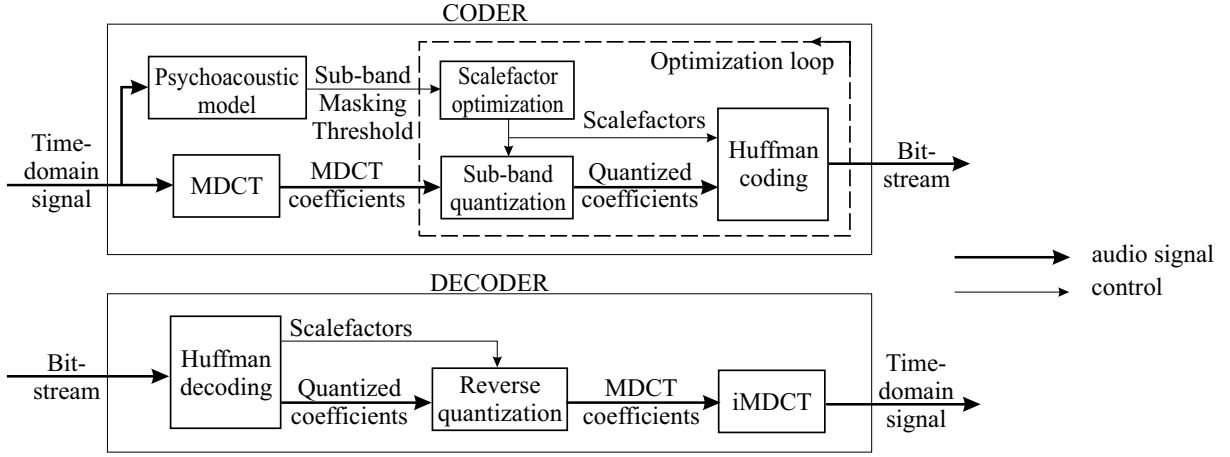 CODER
Psychoacoustic
model
Sub-band
Masking
Threshold
Scalefactor
optimization
Optimization loop
Scalefactors
Time-
domain
signal
MDCT
MDCT
coefficients
Sub-band
quantization
Quantized
coefficients
Huffman
coding
Bit-
stream
audio signal
control
DECODER
Bit-
stream
Huffman
decoding
Scalefactors
Quantized
coefficients
Reverse
quantization
MDCT
coefficients
iMDCT
Time-
domain
signal